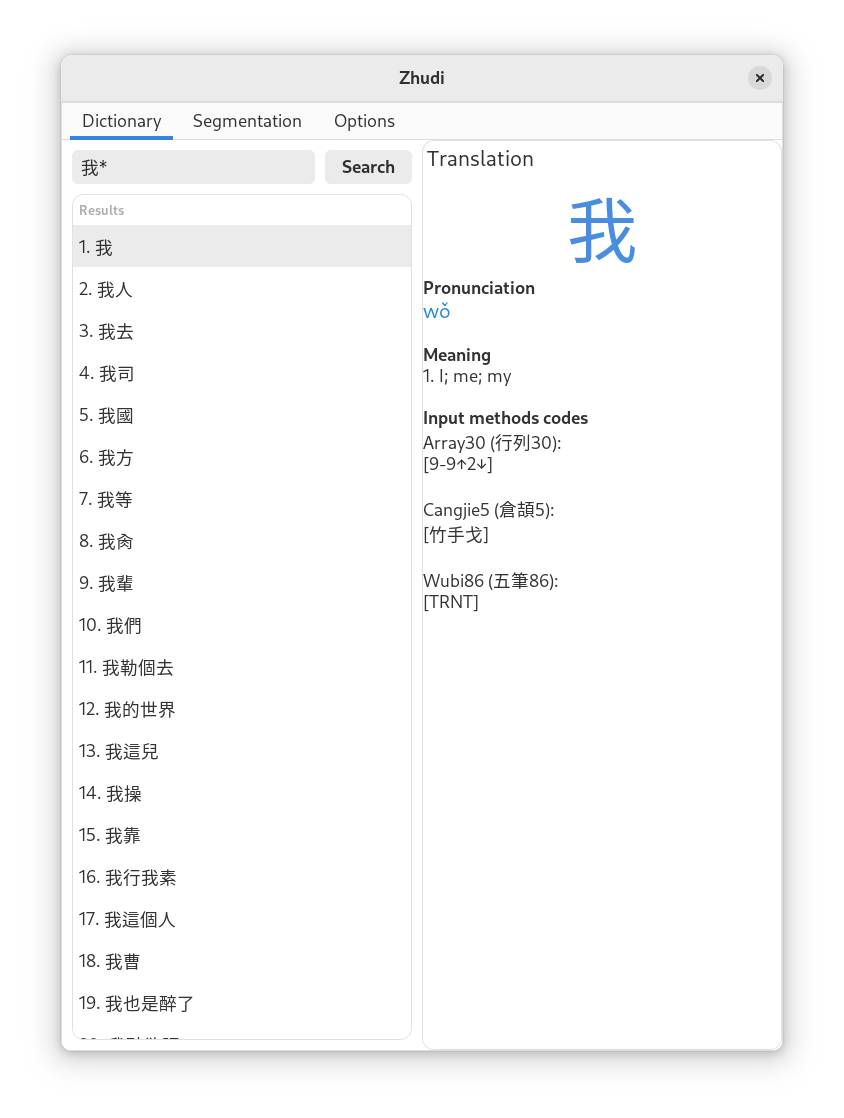 Zhudi
Dictionary
Segmentation
Options
我*
Search
Results
1. 我
2. 我人
3. 我去
4. 我司
5. 我國
6. 我方
7. 我等
8. 我㑹
9. 我輩
10. 我們
11. 我勒個去
12. 我的世界
13. 我這兒
14. 我操
15. 我靠
16. 我行我素
17. 我這個人
18. 我曹
19. 我也是醉了
Translation
我
Pronunciation
wǒ
Meaning
1. I; me; my
Input methods codes
Array30 (行列30):
[9-9↑2↓]
Cangjie5 (倉頡5):
[竹手戈]
Wubi86 (五筆86):
[TRNT]